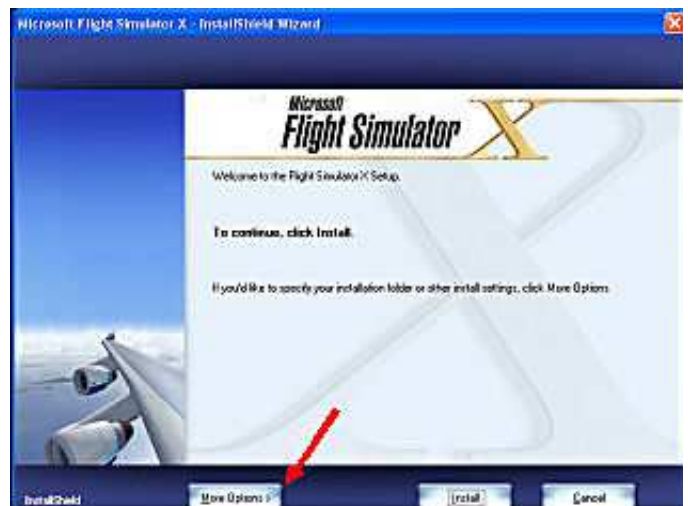 Microsoft Flight Simulator X - InstallShield Wizard
Microsoft
Flight Simulator X
Welcome to the Flight Simulator X Setup.
To continue, click Install.
If you'd like to specify your installation folder or other install settings, click More Options
InstallShield
More Options >
Install
Cancel